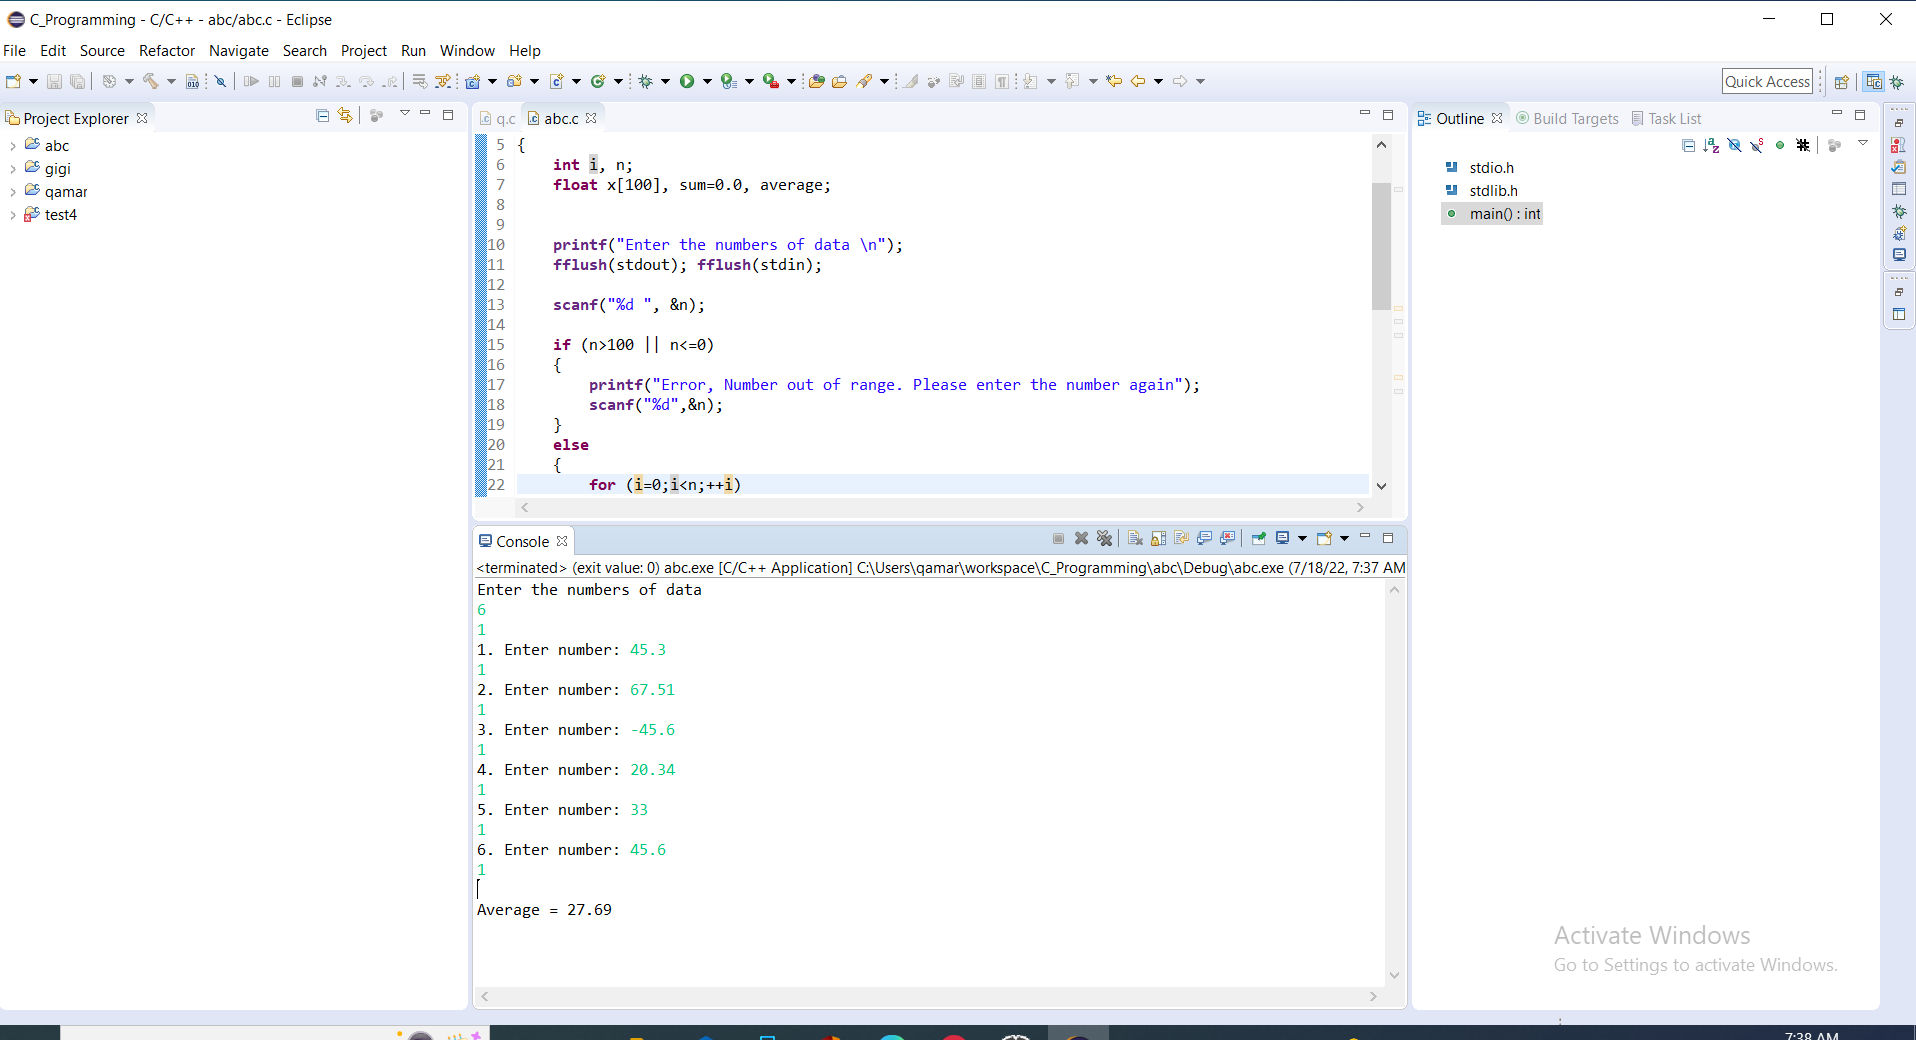 C_Programming - C/C++ - abc/abc.c - Eclipse
File Edit Source Refactor Navigate Search Project Run Window Help
Quick Access
Project Explorer
abc
gigi
qamar
test4
q.c abc.c
5 {
6 int i, n;
7 float x[100], sum=0.0, average;
8
9
10 printf("Enter the numbers of data \n");
11 fflush(stdout); fflush(stdin);
12
13 scanf("%d ", &n);
14
15 if (n>100 || n<=0)
16 {
17 printf("Error, Number out of range. Please enter the number again");
18 scanf("%d",&n);
19 }
20 else
21 {
22 for (i=0;i<n;++i)
Console
<terminated> (exit value: 0) abc.exe [C/C++ Application] C:\Users\qamar\workspace\C_Programming\abc\Debug\abc.exe (7/18/22, 7:37 AM
Enter the numbers of data
6
1
1. Enter number: 45.3
1
2. Enter number: 67.51
1
3. Enter number: -45.6
1
4. Enter number: 20.34
1
5. Enter number: 33
1
6. Enter number: 45.6
1
Average = 27.69
Outline Build Targets Task List
stdio.h
stdlib.h
main() : int
Activate Windows
Go to Settings to activate Windows.
7:38 AM